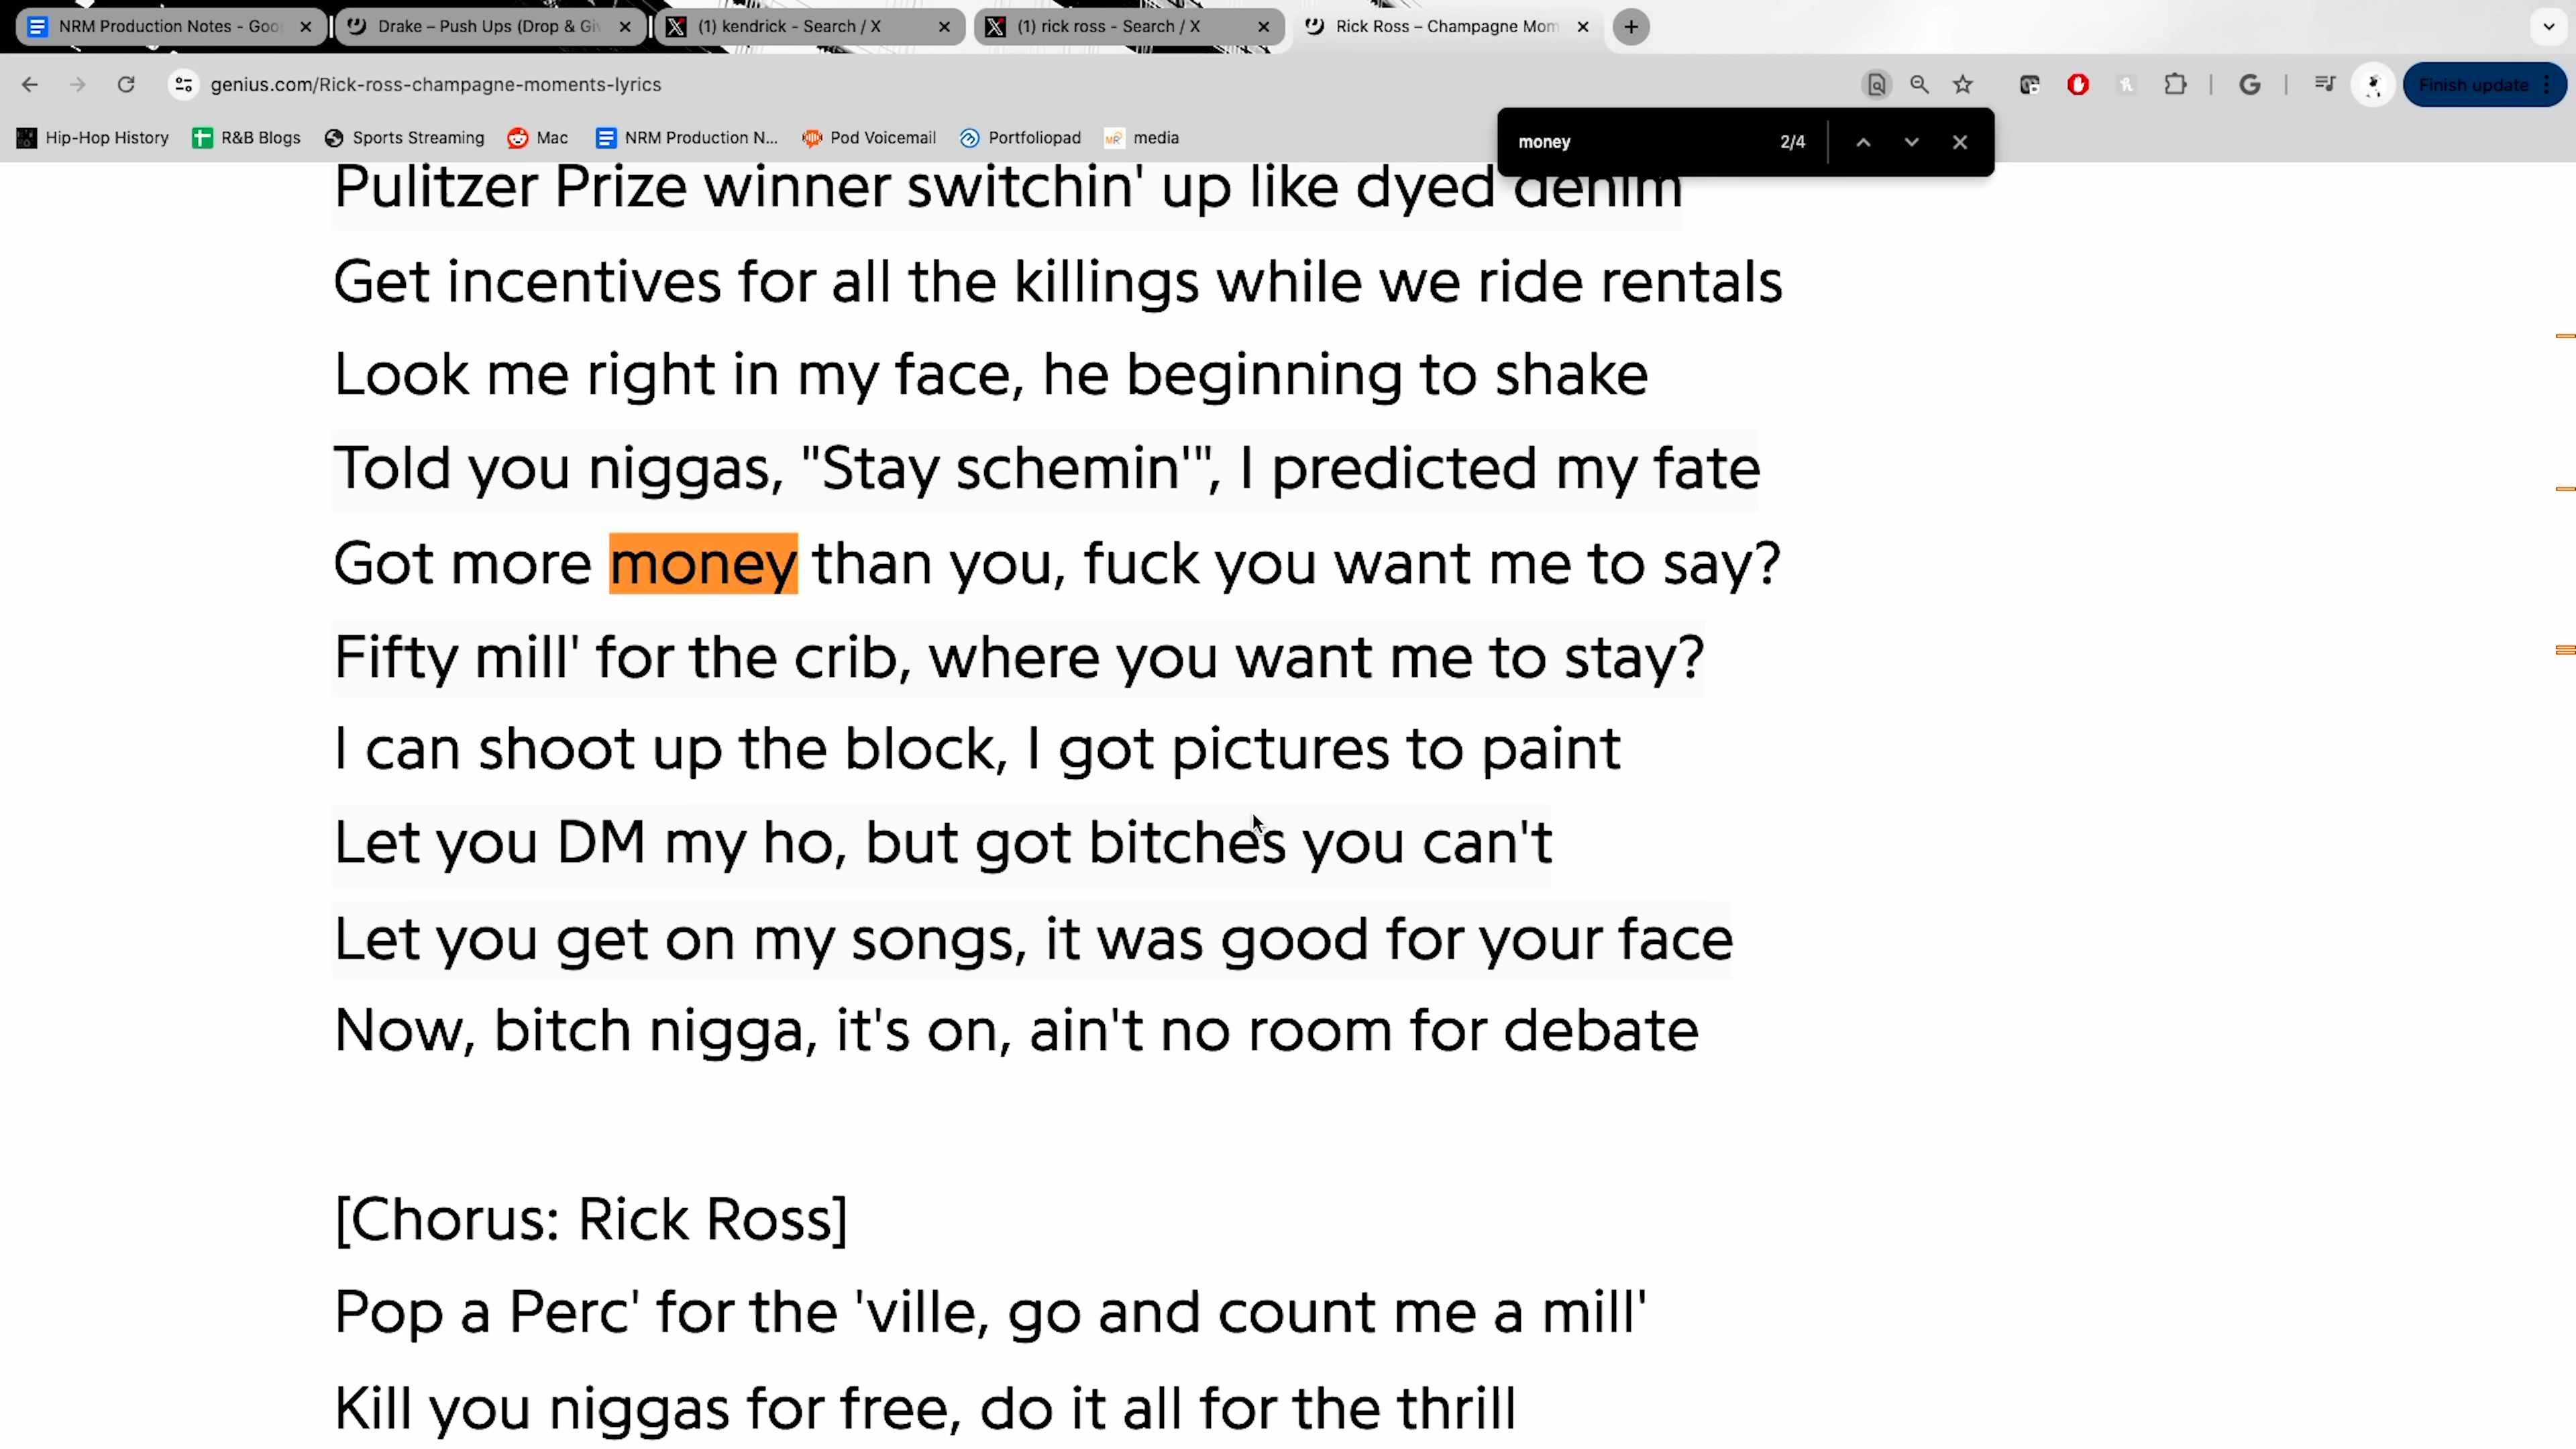 NRM Production Notes - Goo
Drake – Push Ups (Drop & Giv
(1) kendrick - Search / X
(1) rick ross - Search / X
Rick Ross – Champagne Mom
genius.com/Rick-ross-champagne-moments-lyrics
Finish update
Hip-Hop History
R&B Blogs
Sports Streaming
Mac
NRM Production N...
Pod Voicemail
Portfoliopad
media
money 2/4
Pulitzer Prize winner switchin' up like dyed denim
Get incentives for all the killings while we ride rentals
Look me right in my face, he beginning to shake
Told you niggas, "Stay schemin'", I predicted my fate
Got more money than you, fuck you want me to say?
Fifty mill' for the crib, where you want me to stay?
I can shoot up the block, I got pictures to paint
Let you DM my ho, but got bitches you can't
Let you get on my songs, it was good for your face
Now, bitch nigga, it's on, ain't no room for debate
[Chorus: Rick Ross]
Pop a Perc' for the 'ville, go and count me a mill'
Kill you niggas for free, do it all for the thrill